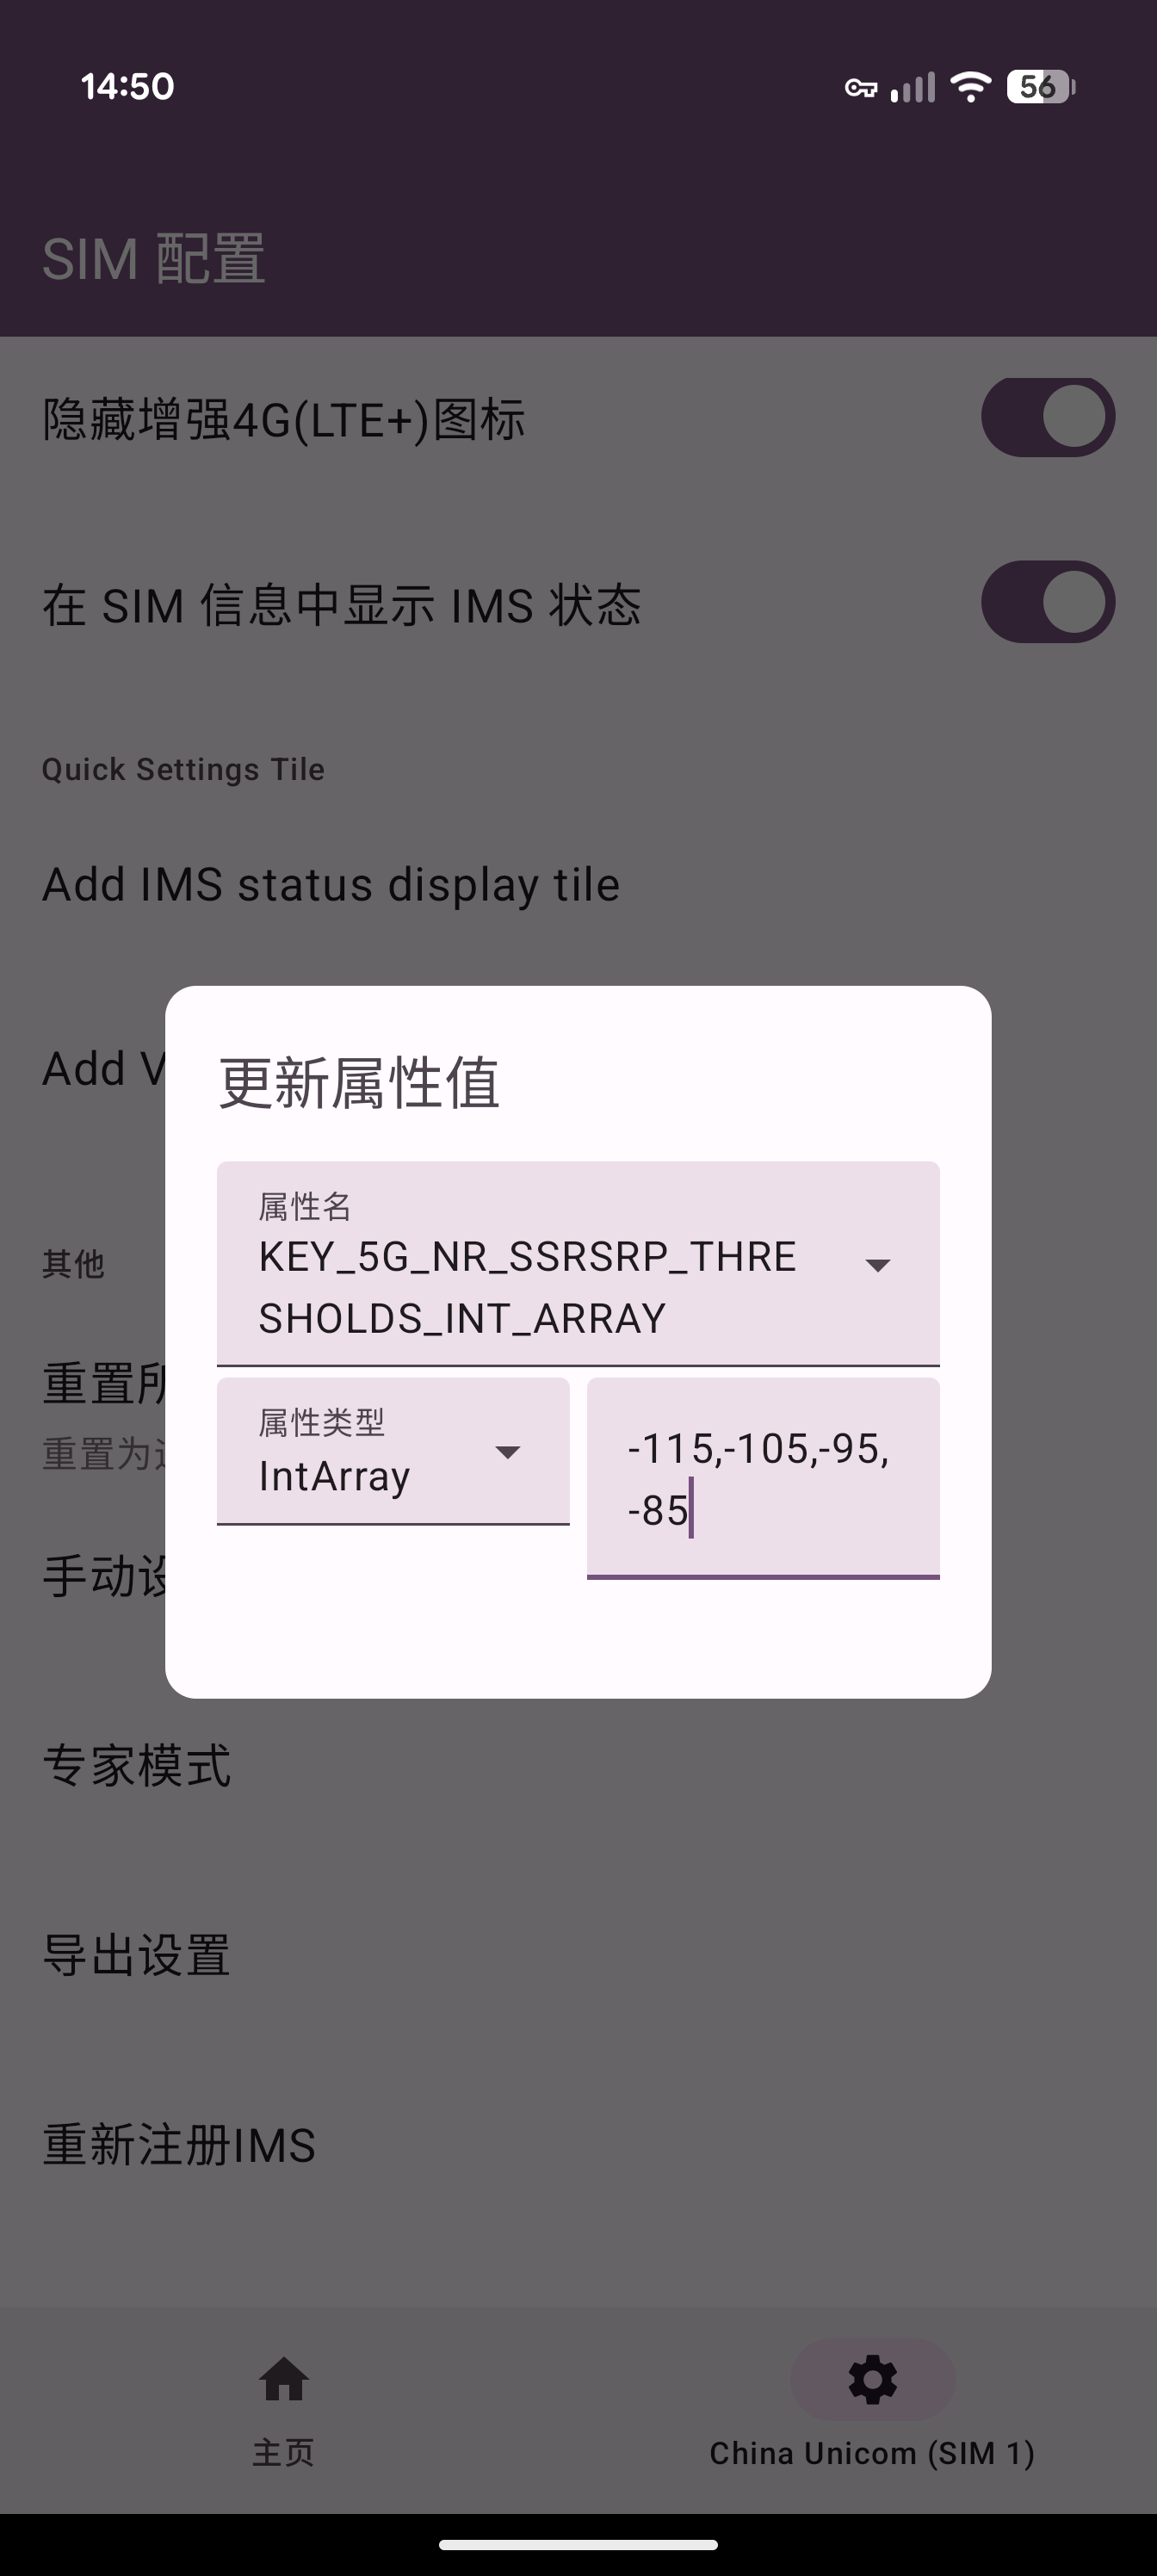 14:50
56
SIM 配置
隐藏增强4G(LTE+)图标
在 SIM 信息中显示 IMS 状态
Quick Settings Tile
Add IMS status display tile
Add V
更新属性值
属性名
KEY_5G_NR_SSRSRP_THRE
SHOLDS_INT_ARRAY
属性类型
IntArray
-115,-105,-95,
-85
其他
重置所
重置为
手动设
专家模式
导出设置
重新注册IMS
主页
China Unicom (SIM 1)